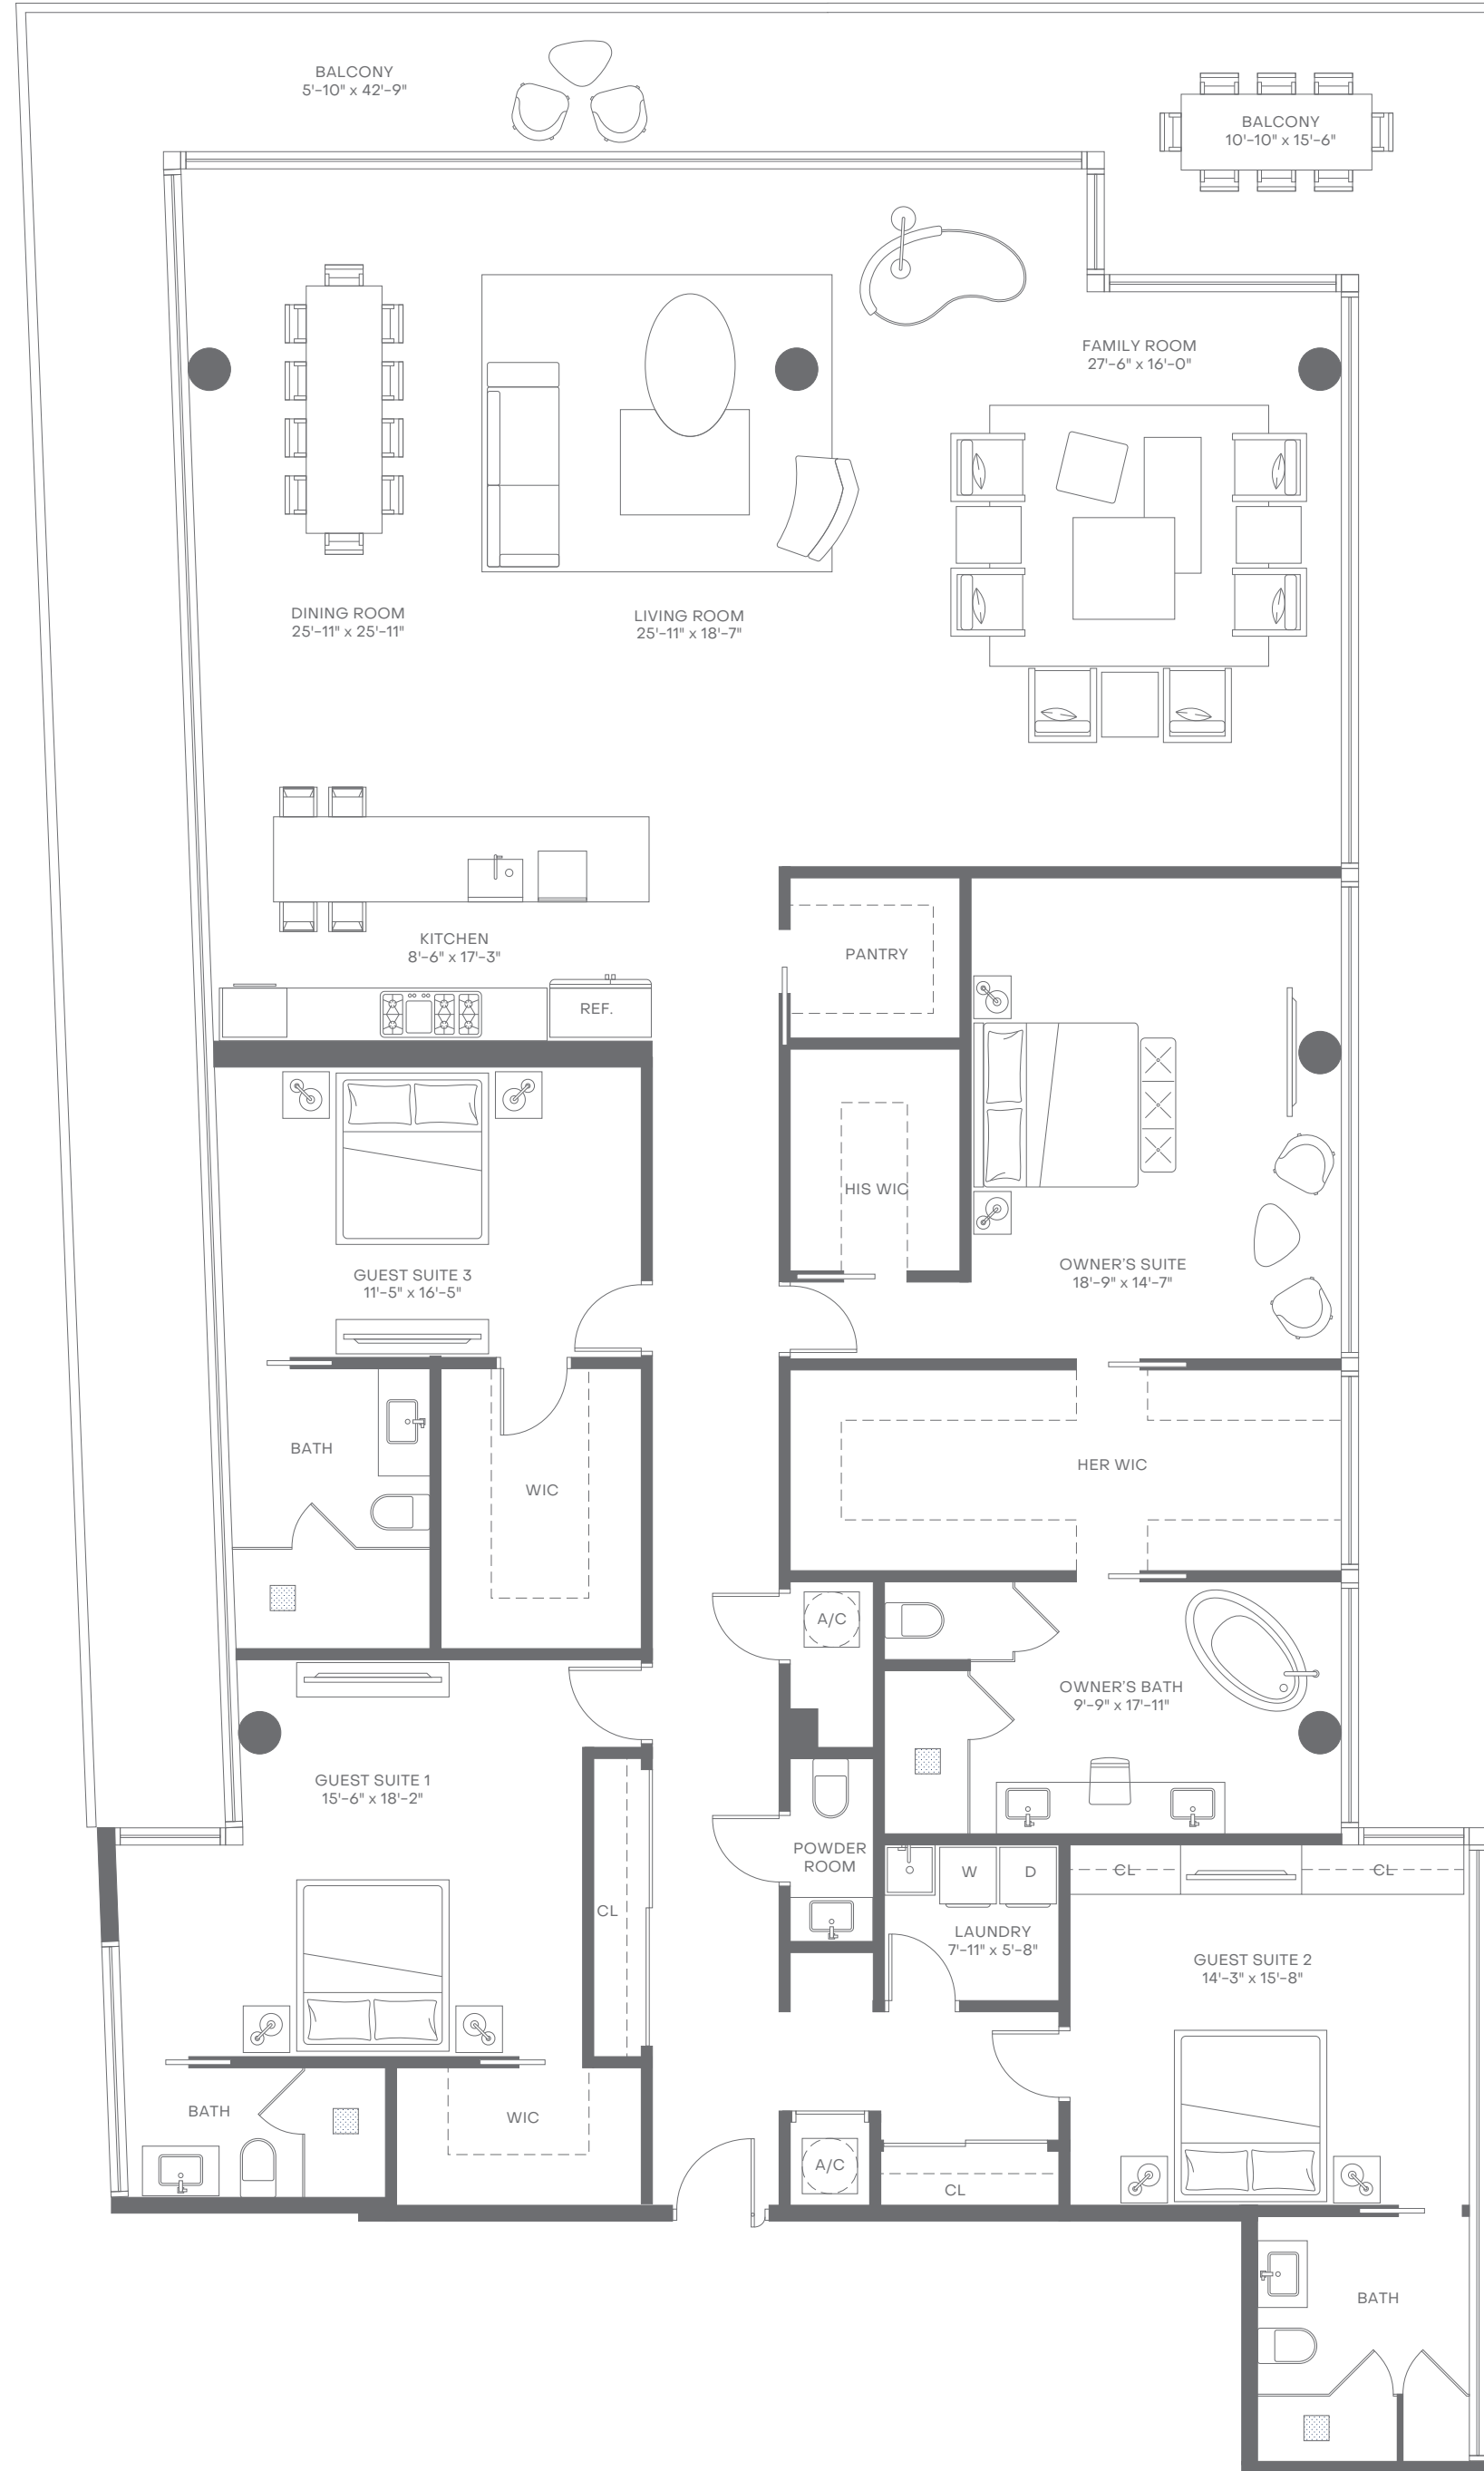 BALCONY
5'-10" x 42'-9"
BALCONY
10'-10" x 15'-6"
FAMILY ROOM
27'-6" x 16'-0"
DINING ROOM
25'-11" x 25'-11"
LIVING ROOM
25'-11" x 18'-7"
KITCHEN
8'-6" x 17'-3"
PANTRY
REF.
HIS WIC
OWNER'S SUITE
18'-9" x 14'-7"
GUEST SUITE 3
11'-5" x 16'-5"
BATH
WIC
HER WIC
A/C
OWNER'S BATH
9'-9" x 17'-11"
GUEST SUITE 1
15'-6" x 18'-2"
POWDER
ROOM
W
D
CL
CL
CL
LAUNDRY
7'-11" x 5'-8"
GUEST SUITE 2
14'-3" x 15'-8"
BATH
WIC
A/C
CL
BATH